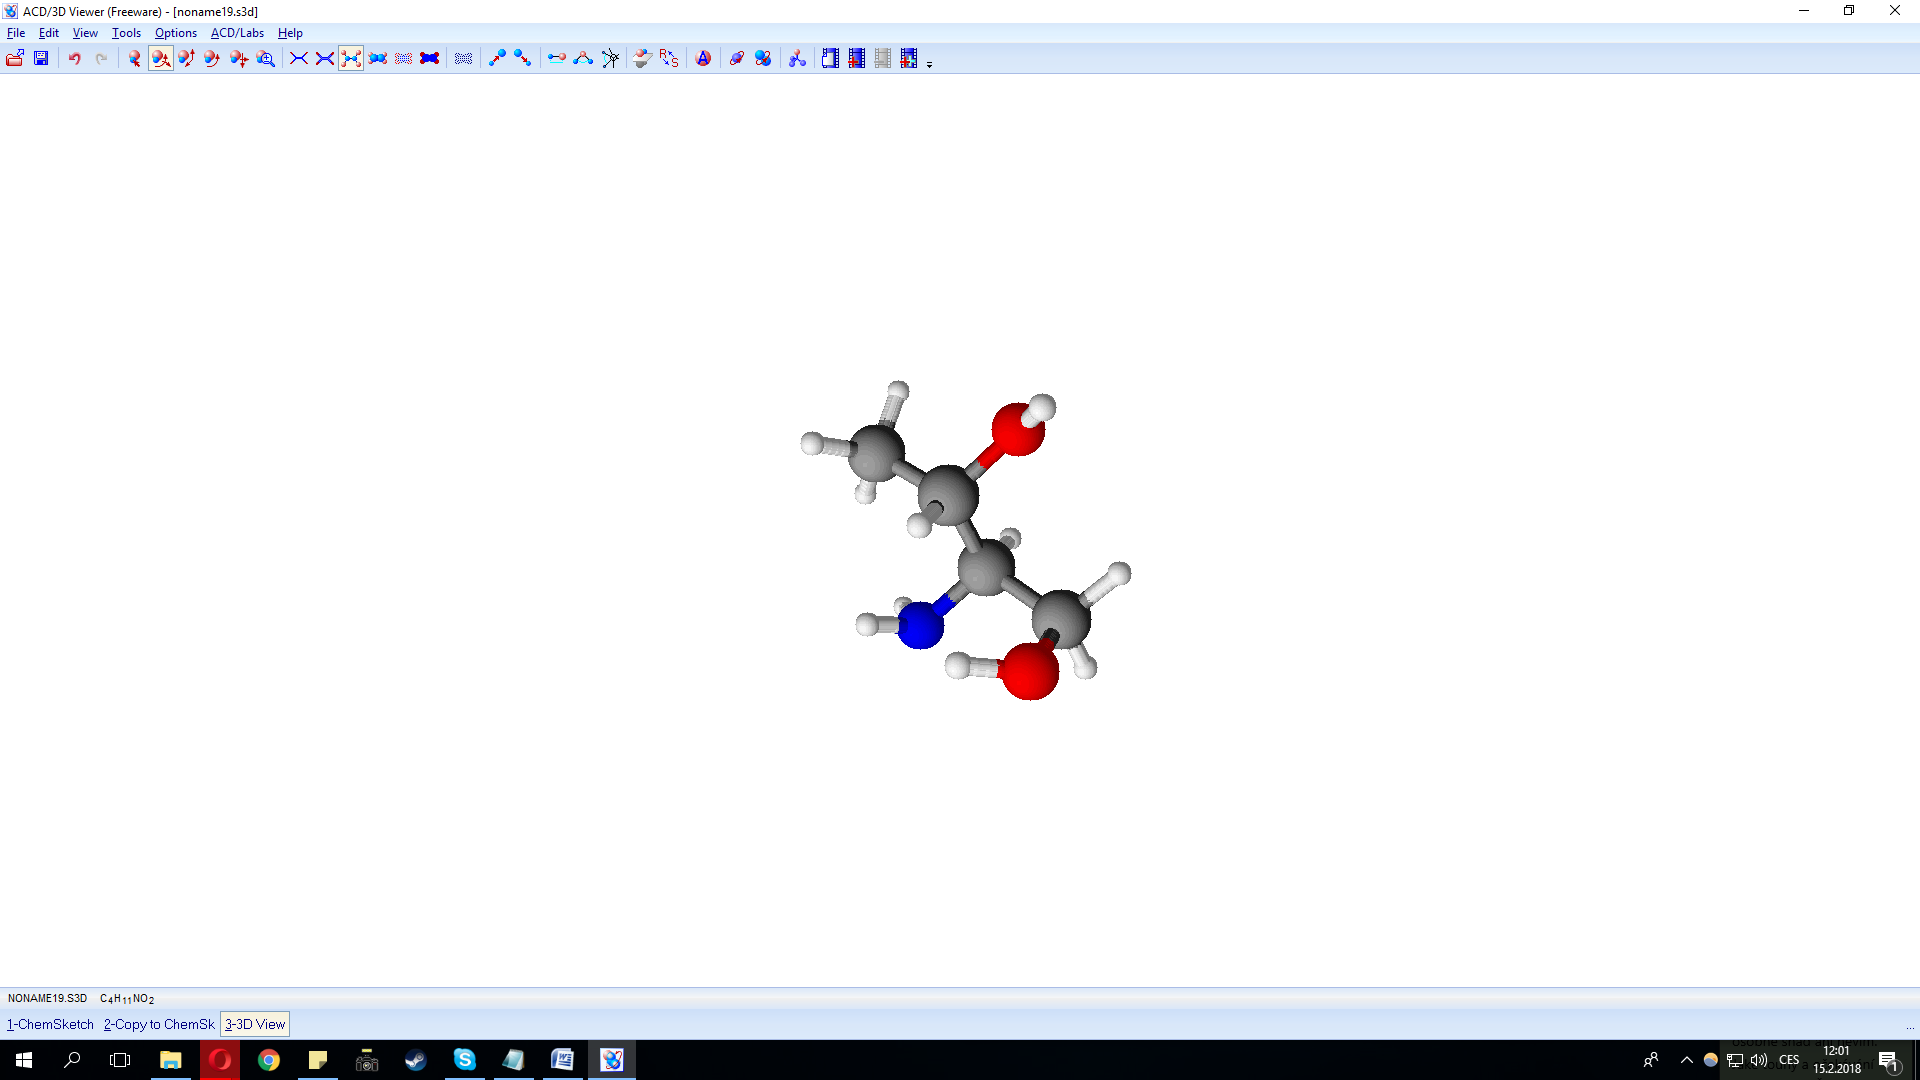 ACD/3D Viewer (Freeware) - [noname19.s3d]
File Edit View Tools Options ACD/Labs Help
NONAME19.S3D C4H11NO2
1-ChemSketch 2-Copy to ChemSk 3-3D View
...
CES
12:01
15.2.2018
1